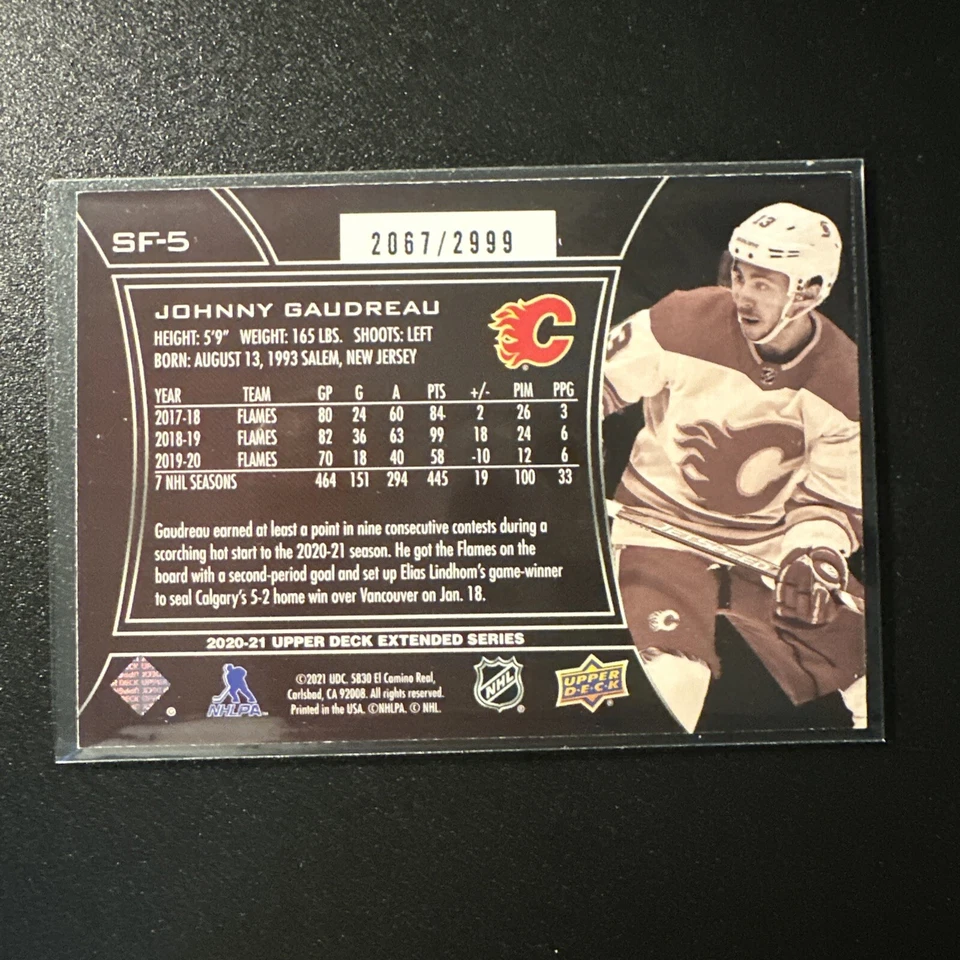 SF-5
2067/2999
13
13
JOHNNY GAUDREAU
HEIGHT: 5'9" WEIGHT: 165 LBS. SHOOTS: LEFT
BORN: AUGUST 13, 1993 SALEM, NEW JERSEY
YEAR TEAM GP G A PTS +/- PIM PPG
2017-18 FLAMES 80 24 60 84 2 26 3
2018-19 FLAMES 82 36 63 99 18 24 6
2019-20 FLAMES 70 18 40 58 -10 12 6
7 NHL SEASONS 464 151 294 445 19 100 33
Gaudreau earned at least a point in nine consecutive contests during a
scorching hot start to the 2020-21 season. He got the Flames on the
board with a second-period goal and set up Elias Lindhom's game-winner
to seal Calgary's 5-2 home win over Vancouver on Jan. 18.
2020-21 UPPER DECK EXTENDED SERIES
NHLPA
©2021 UDC. 5830 El Camino Real,
Carlsbad, CA 92008. All rights reserved.
Printed in the USA. ©NHLPA. © NHL.
NHL
UPPER
DECK